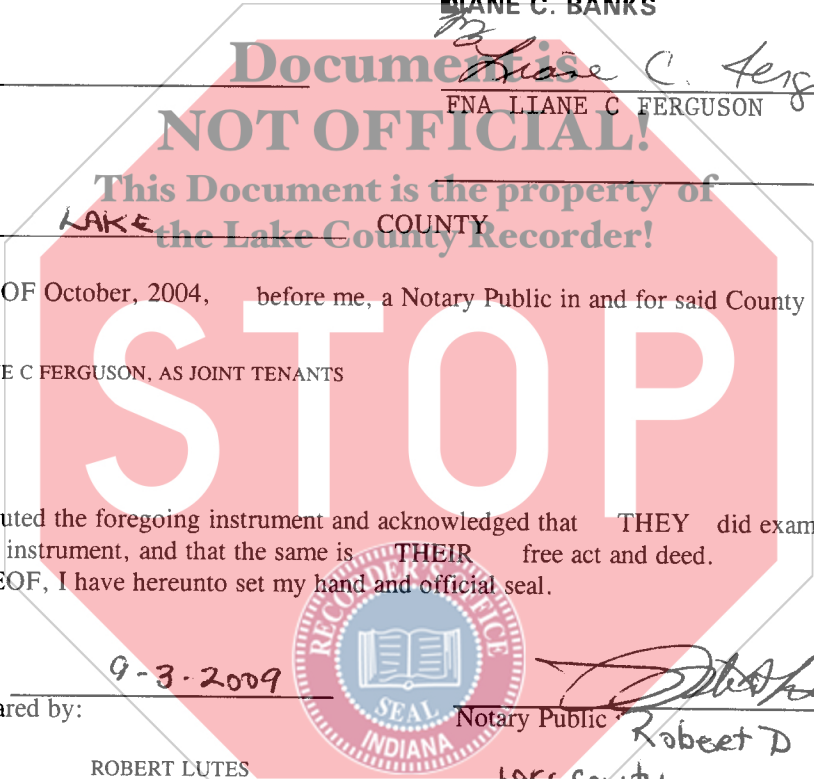 DIANE C. BANKS
Liane C. Ferg
FNA LIANE C FERGUSON
Document is
NOT OFFICIAL!
This Document is the property of
the Lake County Recorder!
LAKE COUNTY
OF October, 2004, before me, a Notary Public in and for said County
E C FERGUSON, AS JOINT TENANTS
STOP
uted the foregoing instrument and acknowledged that THEY did exam
instrument, and that the same is THEIR free act and deed.
EOF, I have hereunto set my hand and official seal.
RECORDER'S OFFICE
SEAL
INDIANA
9-3-2009
ared by:
Notary Public
Robert D
ROBERT LUTES
Lake County